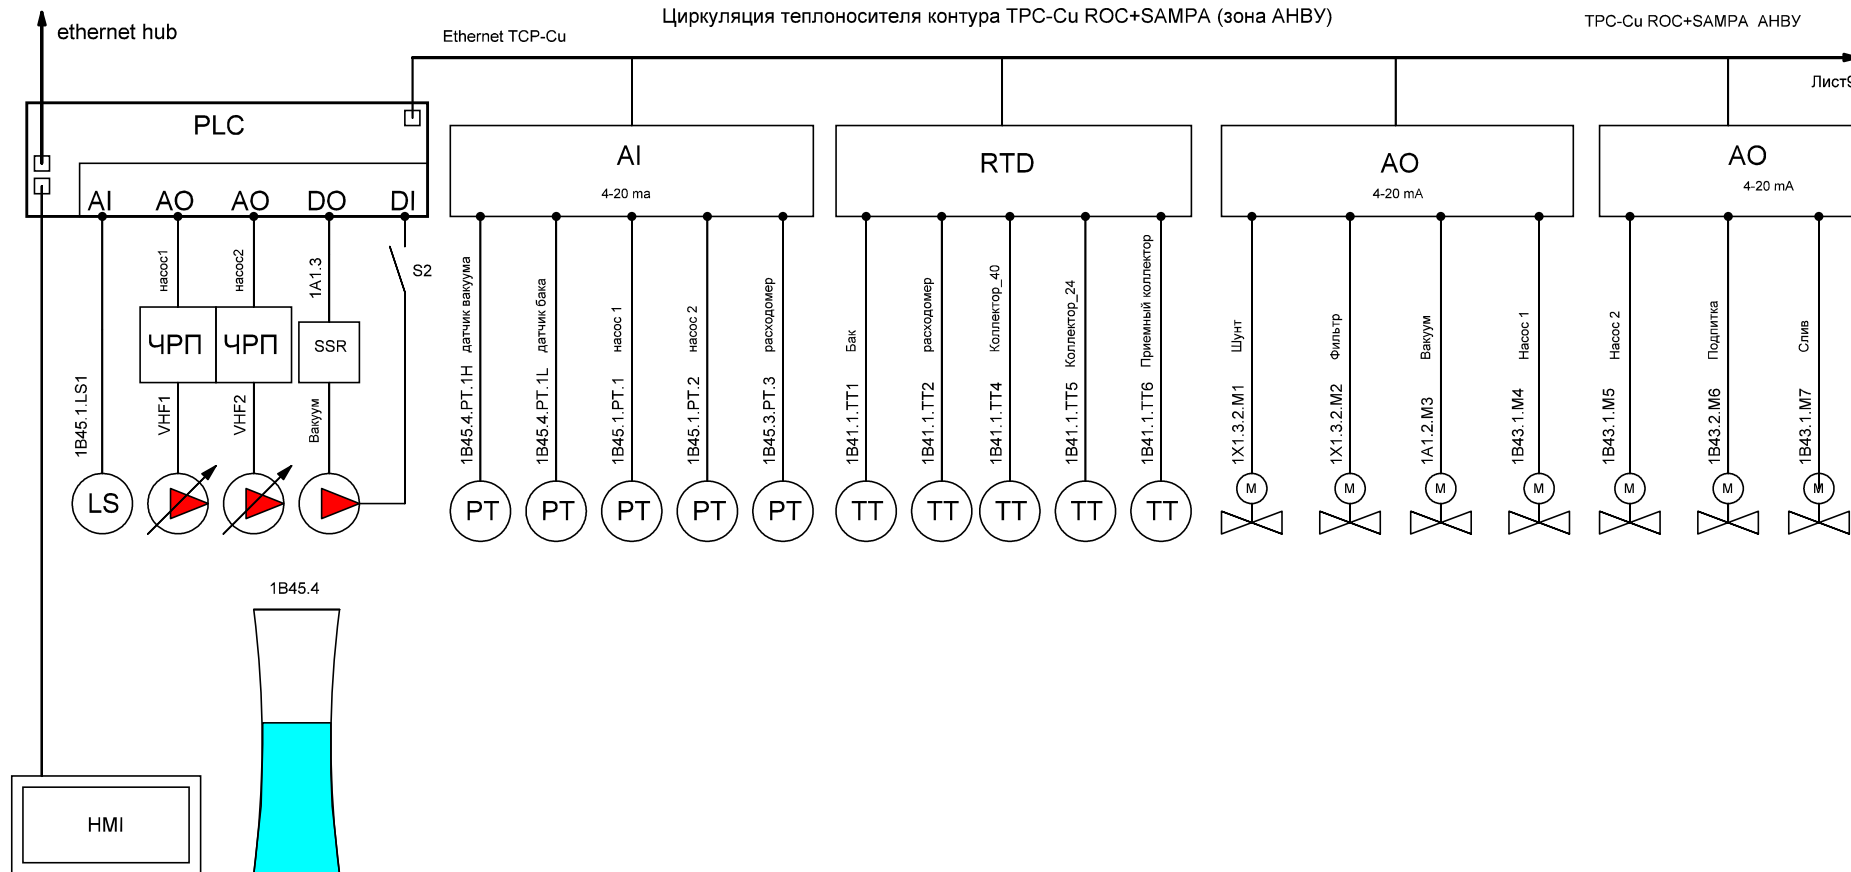 Циркуляция теплоносителя контура TPC-Cu ROC+SAMPA (зона АНВУ)
TPC-Cu ROC+SAMPA АНВУ
ethernet hub
Ethernet TCP-Cu
Лист9
PLC
AI
AO
AO
DO
DI
AI
4-20 ma
RTD
AO
4-20 mA
AO
4-20 mA
1B45.1.LS1
LS
насос1
ЧРП
VHF1
насос2
ЧРП
VHF2
1A1.3
SSR
Вакуум
S2
1B45.4.PT.1H датчик вакуума
PT
1B45.4.PT.1L датчик бака
PT
1B45.1.PT.1 насос 1
PT
1B45.1.PT.2 насос 2
PT
1B45.3.PT.3 расходомер
PT
1B41.1.TT1 Бак
TT
1B41.1.TT2 расходомер
TT
1B41.1.TT4 Коллектор_40
TT
1B41.1.TT5 Коллектор_24
TT
1B41.1.TT6 Приемный коллектор
TT
1X1.3.2.M1 Шунт
M
1X1.3.2.M2 Фильтр
M
1A1.2.M3 Вакуум
M
1B43.1.M4 Насос 1
M
1B43.1.M5 Насос 2
M
1B43.2.M6 Подпитка
M
1B43.1.M7 Слив
M
1B45.4
HMI